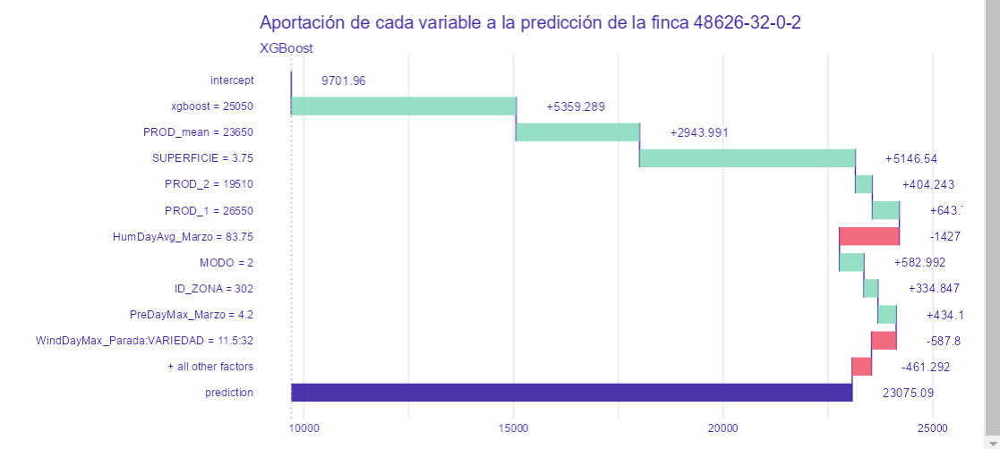 Aportación de cada variable a la predicción de la finca 48626-32-0-2
XGBoost
intercept 9701.96
xgboost = 25050 +5359.289
PROD_mean = 23650 +2943.991
SUPERFICIE = 3.75 +5146.54
PROD_2 = 19510 +404.243
PROD_1 = 26550 +643.
HumDayAvg_Marzo = 83.75 -1427
MODO = 2 +582.992
ID_ZONA = 302 +334.847
PreDayMax_Marzo = 4.2 +434.1
WindDayMax_Parada:VARIEDAD = 11.5:32 -587.8
+ all other factors -461.292
prediction 23075.09
10000 15000 20000 25000